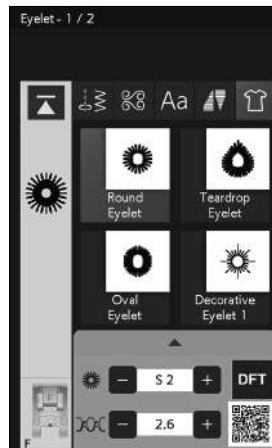 Eyelet - 1 / 2
Aa
Round
Eyelet
Teardrop
Eyelet
Oval
Eyelet
Decorative
Eyelet 1
S 2
DFT
2.6
F